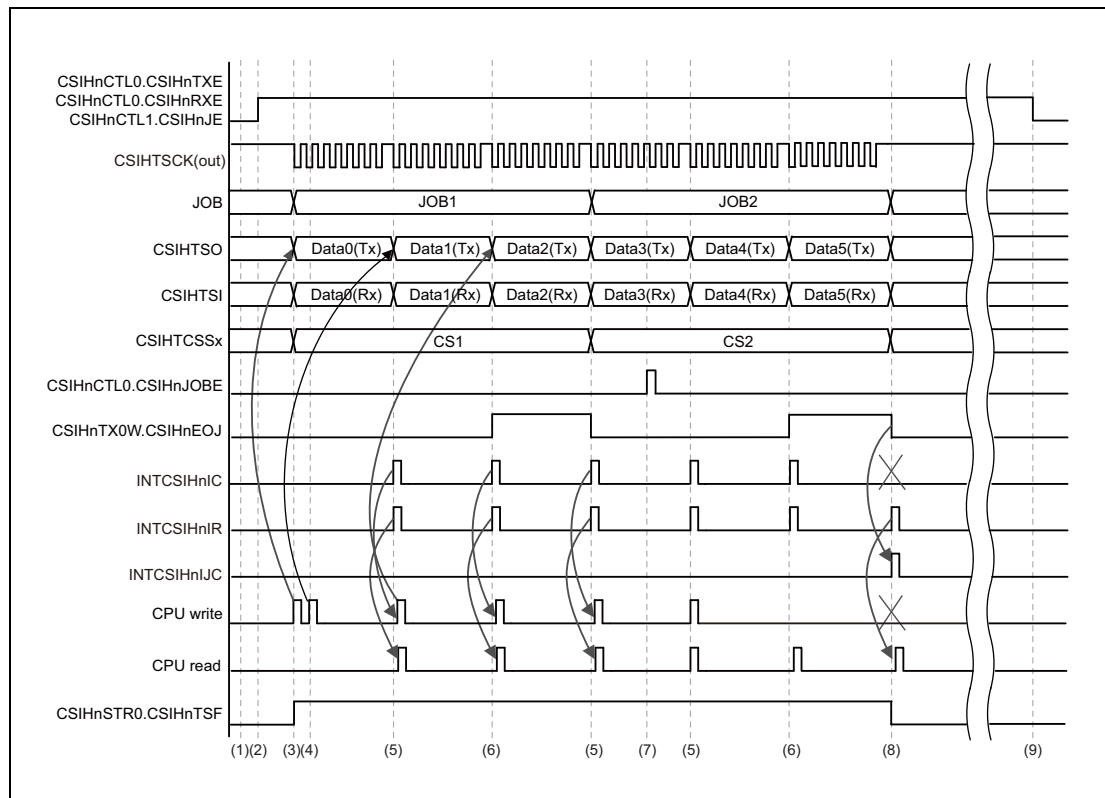 CSIHnCTL0.CSIHnTXE
CSIHnCTL0.CSIHnRXE
CSIHnCTL1.CSIHnJE
CSIHTSCK(out)
JOB JOB1 JOB2
CSIHTSO Data0(Tx) Data1(Tx) Data2(Tx) Data3(Tx) Data4(Tx) Data5(Tx)
CSIHTSI Data0(Rx) Data1(Rx) Data2(Rx) Data3(Rx) Data4(Rx) Data5(Rx)
CSIHTCSSx CS1 CS2
CSIHnCTL0.CSIHnJOBE
CSIHnTX0W.CSIHnEOJ
INTCSIHnIC
INTCSIHnIR
INTCSIHnIJC
CPU write
CPU read
CSIHnSTR0.CSIHnTSF
(1)(2) (3)(4) (5) (6) (5) (7) (5) (6) (8) (9)